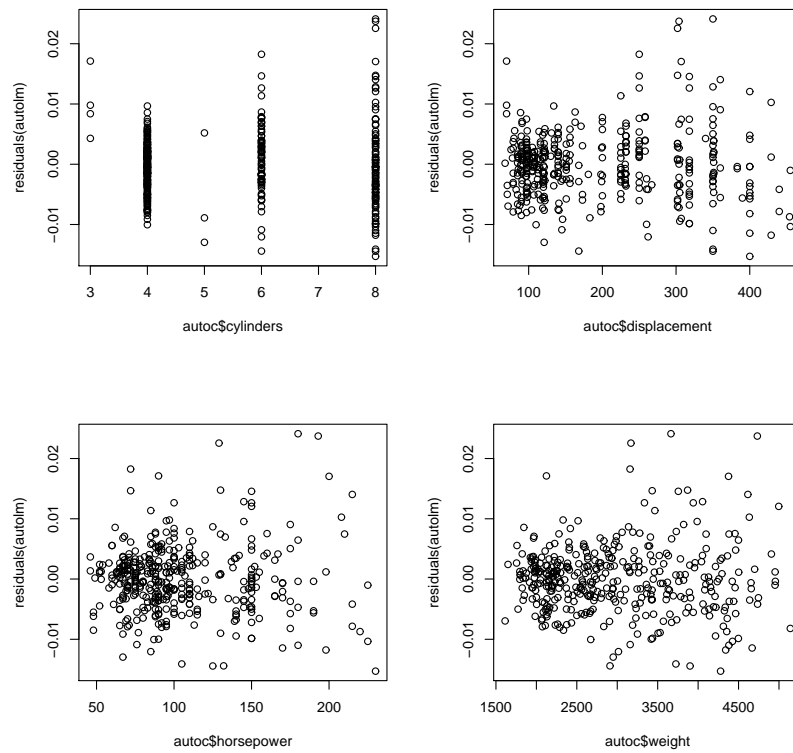 residuals(autolm)
0.02
0.01
0.00
−0.01
3 4 5 6 7 8
autoc$cylinders
residuals(autolm)
0.02
0.01
0.00
−0.01
100 200 300 400
autoc$displacement
residuals(autolm)
0.02
0.01
0.00
−0.01
50 100 150 200
autoc$horsepower
residuals(autolm)
0.02
0.01
0.00
−0.01
1500 2500 3500 4500
autoc$weight